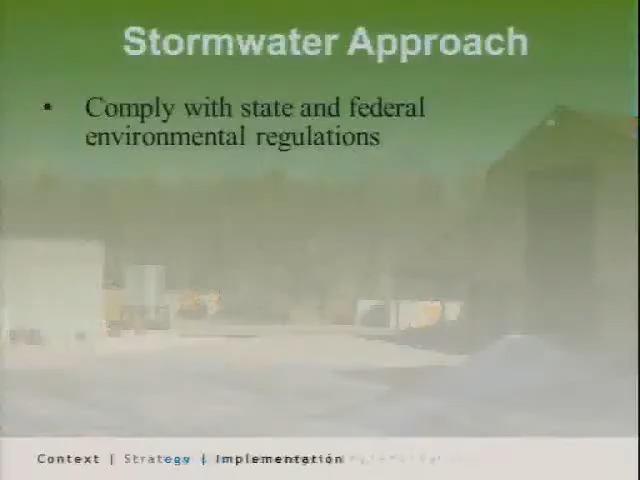 Stormwater Approach
• Comply with state and federal
environmental regulations
Context | Strategy | Implementation